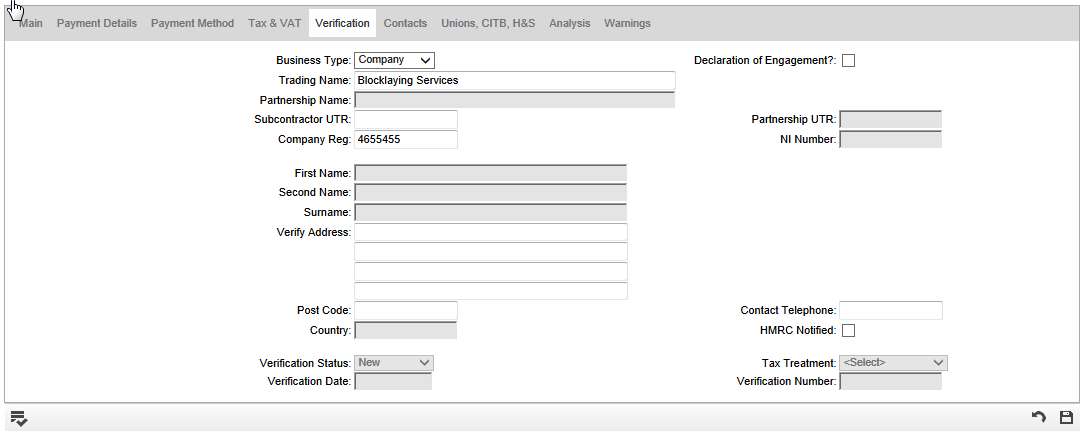 Main Payment Details Payment Method Tax & VAT Verification Contacts Unions, CITB, H&S Analysis Warnings
Business Type: Company Declaration of Engagement?:
Trading Name: Blocklaying Services
Partnership Name:
Subcontractor UTR: Partnership UTR:
Company Reg: 4655455 NI Number:
First Name:
Second Name:
Surname:
Verify Address:
Post Code: Contact Telephone:
Country: HMRC Notified:
Verification Status: New Tax Treatment: <Select>
Verification Date: Verification Number: